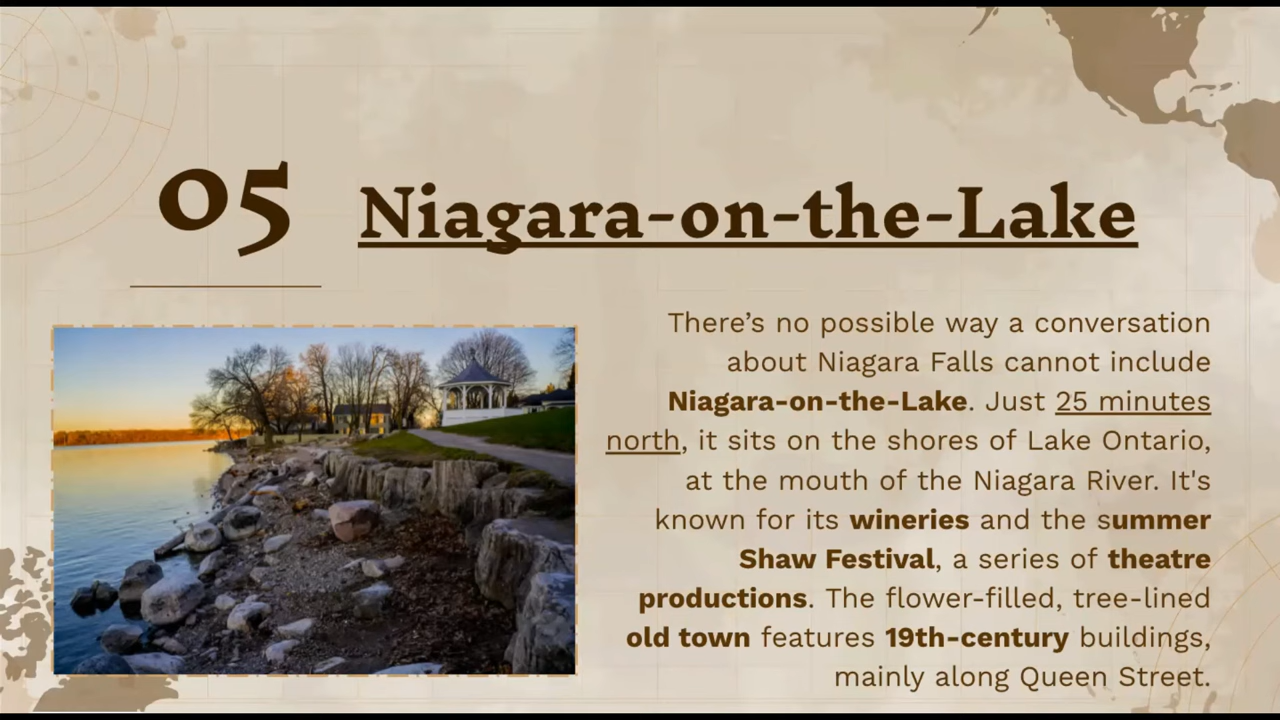 05
Niagara-on-the-Lake
There’s no possible way a conversation
about Niagara Falls cannot include
Niagara-on-the-Lake. Just 25 minutes
north, it sits on the shores of Lake Ontario,
at the mouth of the Niagara River. It's
known for its wineries and the summer
Shaw Festival, a series of theatre
productions. The flower-filled, tree-lined
old town features 19th-century buildings,
mainly along Queen Street.